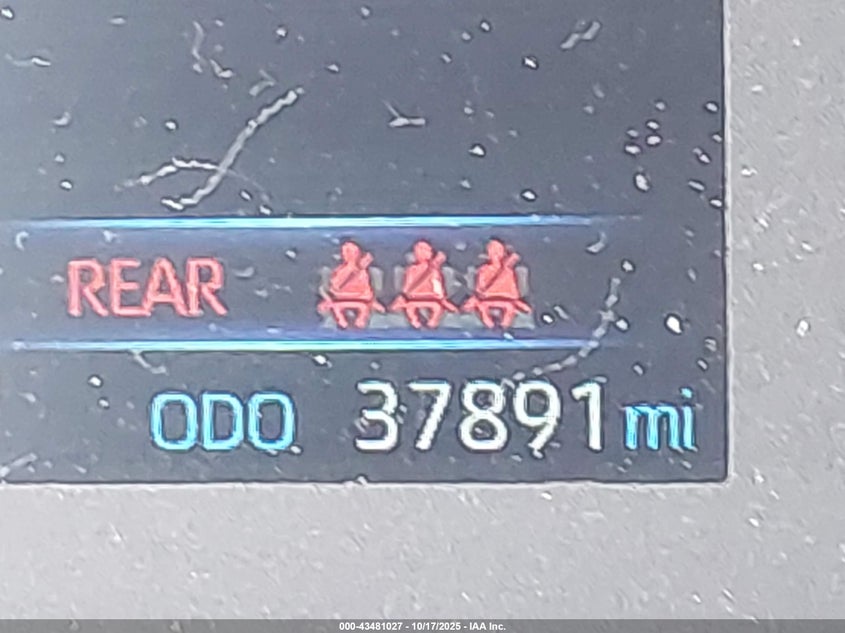 REAR
ODO 37891 mi
000-43481027 - 10/17/2025 - IAA Inc.